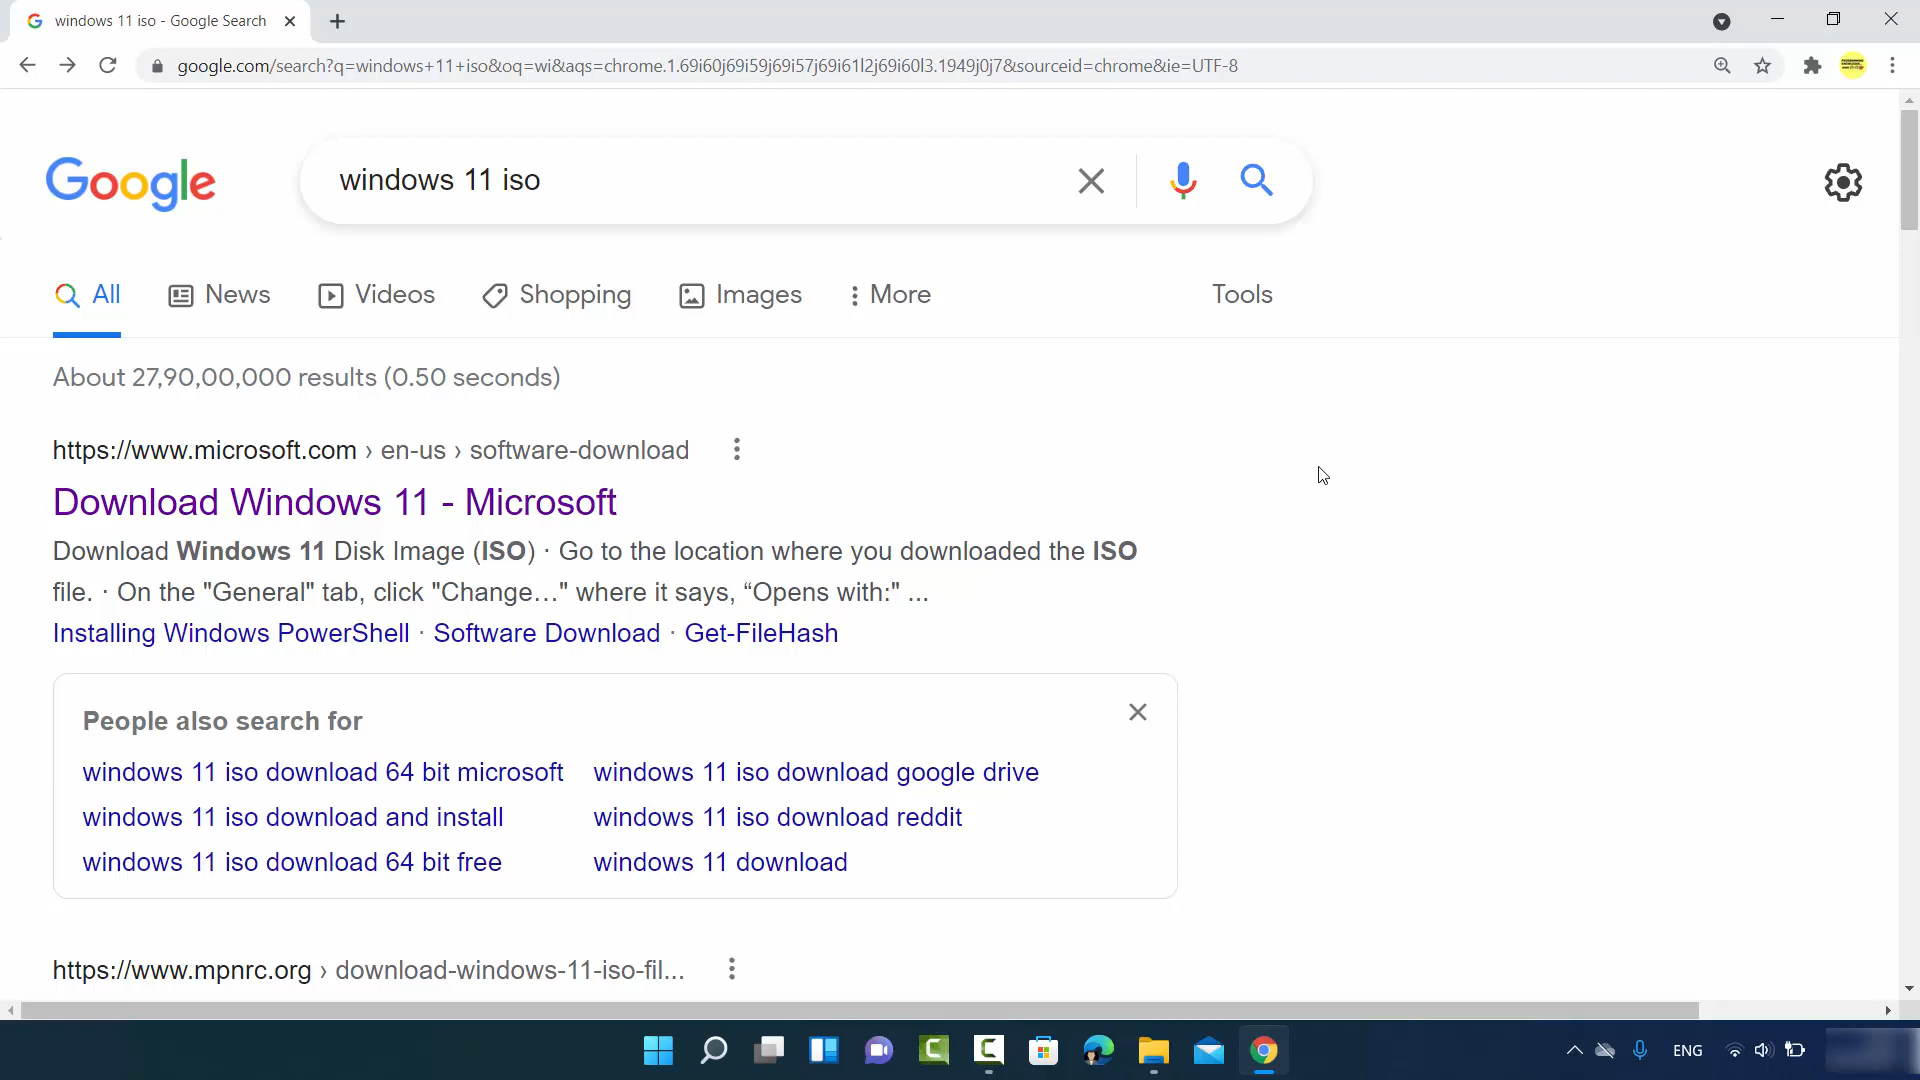 windows 11 iso - Google Search
google.com/search?q=windows+11+iso&oq=wi&aqs=chrome.1.69i60j69i59j69i57j69i61l2j69i60l3.1949j0j7&sourceid=chrome&ie=UTF-8
Google
windows 11 iso
All News Videos Shopping Images More Tools
About 27,90,00,000 results (0.50 seconds)
https://www.microsoft.com › en-us › software-download
Download Windows 11 - Microsoft
Download Windows 11 Disk Image (ISO) · Go to the location where you downloaded the ISO
file. · On the "General" tab, click "Change…" where it says, “Opens with:" ...
Installing Windows PowerShell · Software Download · Get-FileHash
People also search for
windows 11 iso download 64 bit microsoft windows 11 iso download google drive
windows 11 iso download and install windows 11 iso download reddit
windows 11 iso download 64 bit free windows 11 download
https://www.mpnrc.org › download-windows-11-iso-fil...
ENG